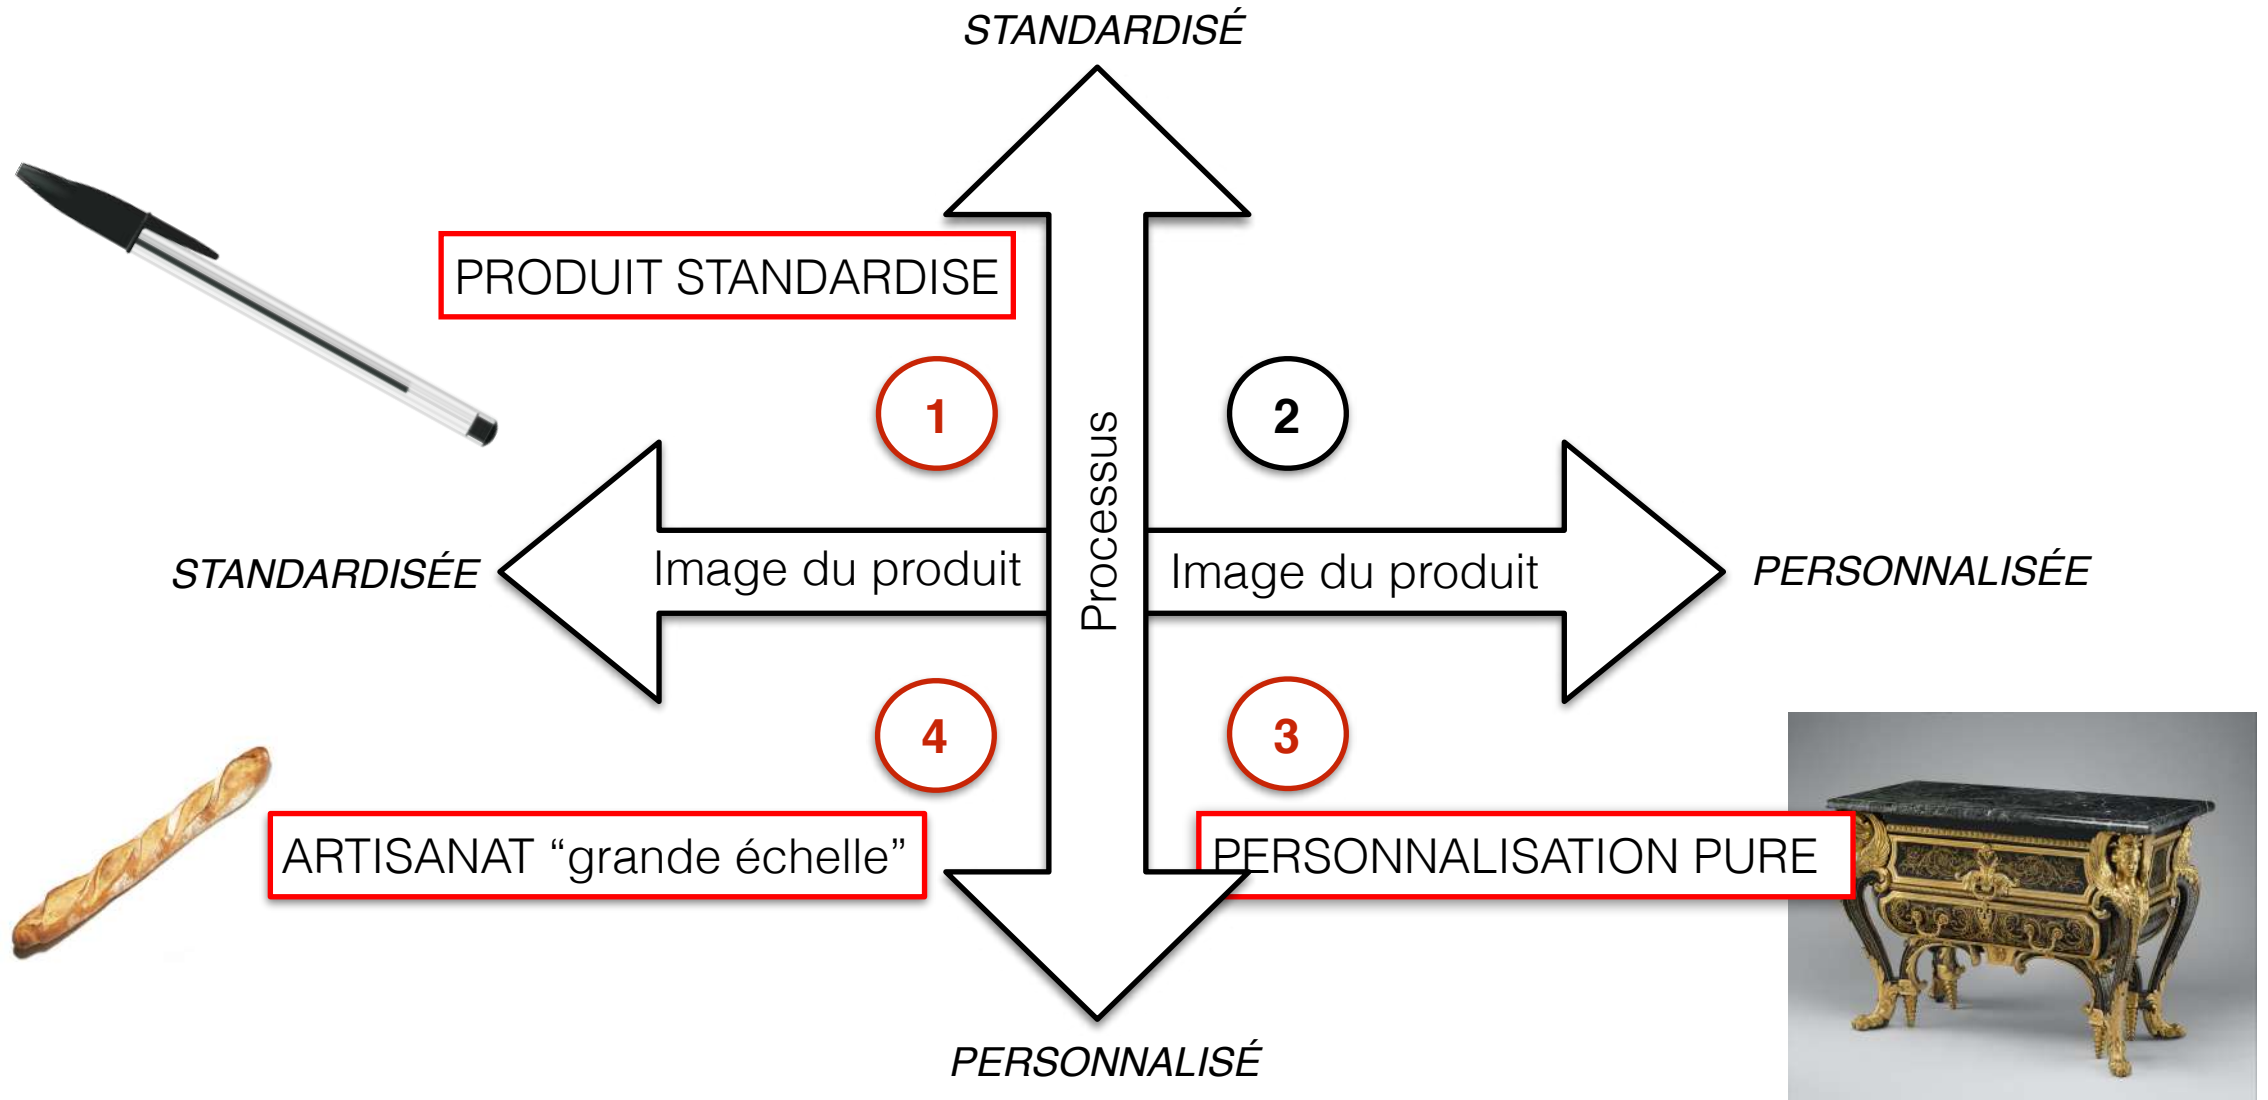 STANDARDISÉ
PRODUIT STANDARDISE
1
2
Processus
STANDARDISÉE
Image du produit
Image du produit
PERSONNALISÉE
4
3
ARTISANAT “grande échelle”
PERSONNALISATION PURE
PERSONNALISÉ